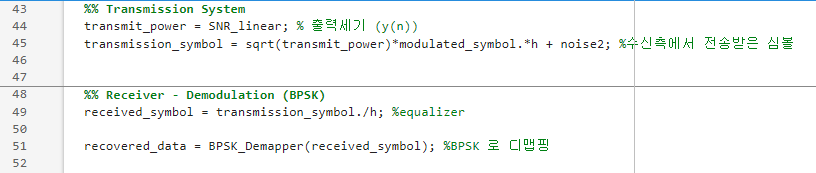 43 %% Transmission System
44 transmit_power = SNR_linear; % 출력세기 (y(n))
45 transmission_symbol = sqrt(transmit_power)*modulated_symbol.*h + noise2; %수신측에서 전송받은 심볼
46
47
48 %% Receiver - Demodulation (BPSK)
49 received_symbol = transmission_symbol./h; %equalizer
50
51 recovered_data = BPSK_Demapper(received_symbol); %BPSK 로 디맵핑
52